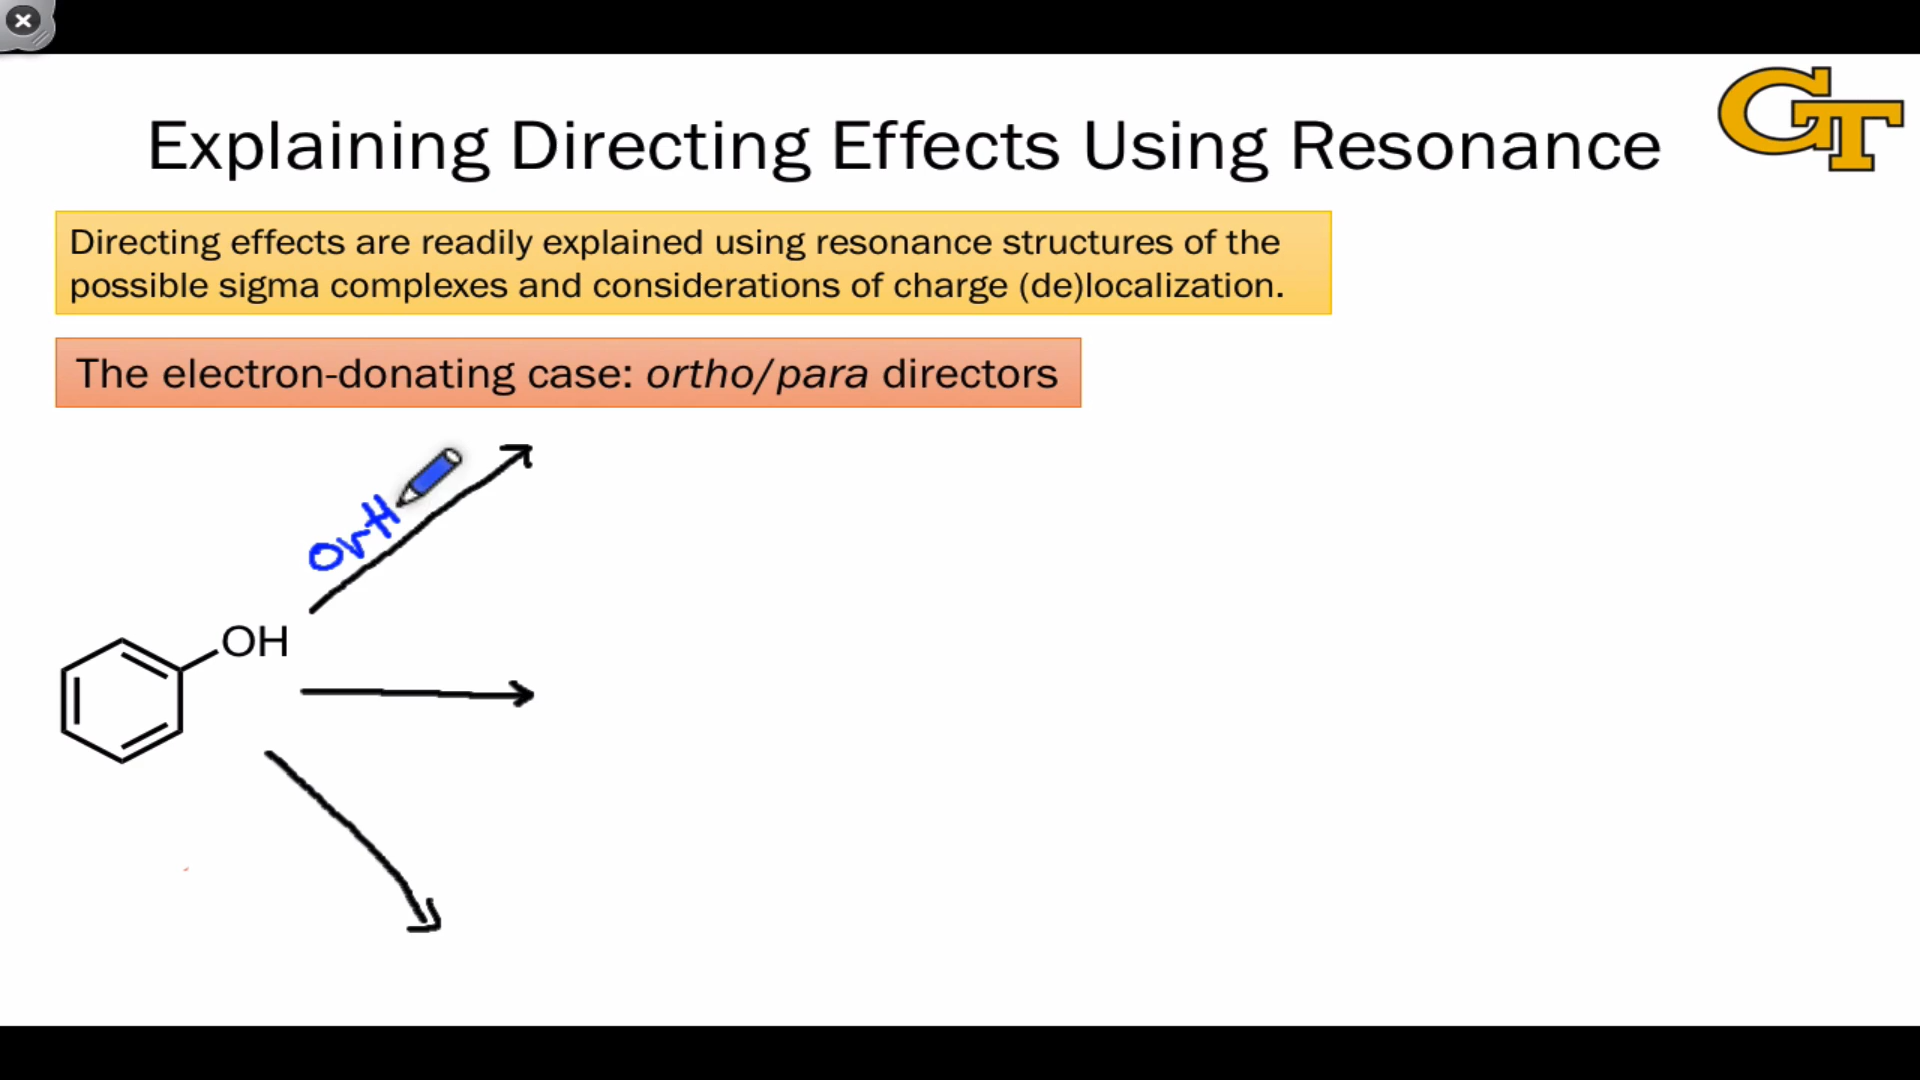 GT
Explaining Directing Effects Using Resonance
Directing effects are readily explained using resonance structures of the
possible sigma complexes and considerations of charge (de)localization.
The electron-donating case: ortho/para directors
OrtH
OH